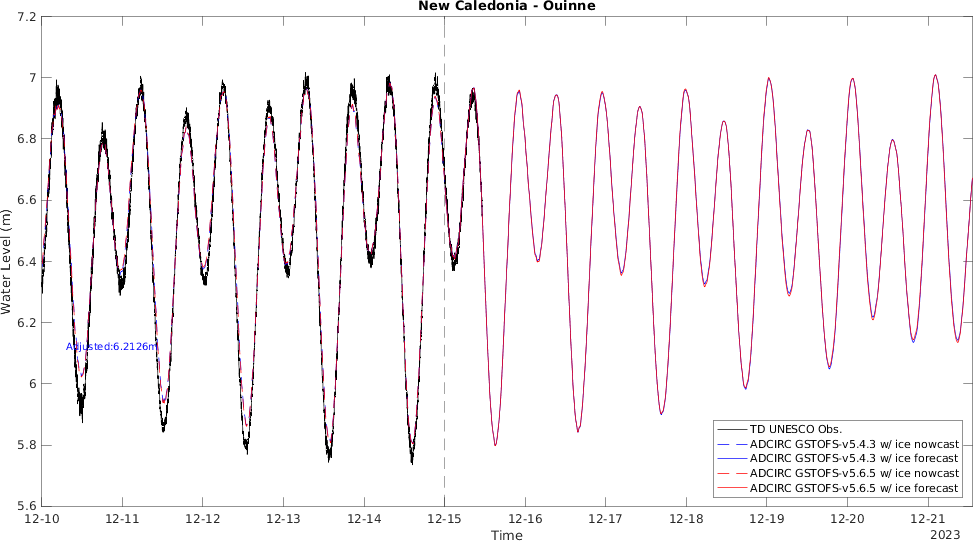 New Caledonia - Ouinne
7.2
7
6.8
6.6
6.4
6.2
6
5.8
5.6
Water Level (m)
Adjusted:6.2126m
TD UNESCO Obs.
ADCIRC GSTOFS-v5.4.3 w/ ice nowcast
ADCIRC GSTOFS-v5.4.3 w/ ice forecast
ADCIRC GSTOFS-v5.6.5 w/ ice nowcast
ADCIRC GSTOFS-v5.6.5 w/ ice forecast
12-10 12-11 12-12 12-13 12-14 12-15 12-16 12-17 12-18 12-19 12-20 12-21
Time
2023